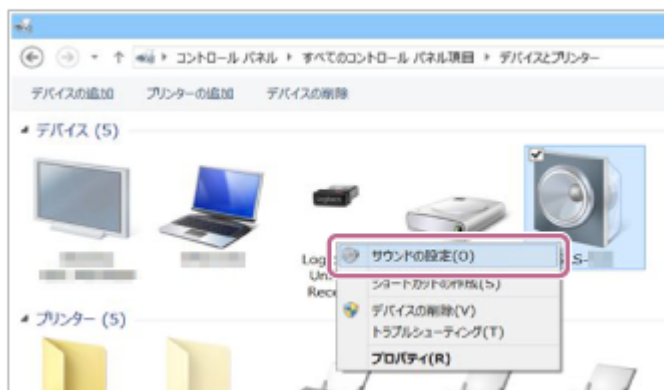 コントロール パネル ▸ すべてのコントロール パネル項目 ▸ デバイスとプリンター
デバイスの追加 プリンターの追加 デバイスの削除
デバイス (5)
サウンドの設定(O)
ショートカットの作成(S)
デバイスの削除(V)
トラブルシューティング(T)
プロパティ(R)
Log
Un
Rece
S-
プリンター (5)